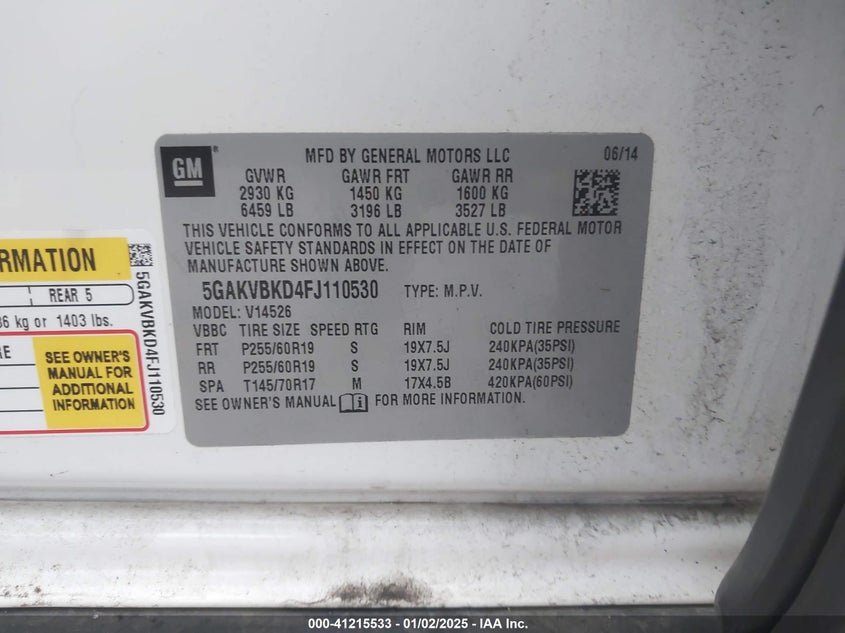 GM
MFD BY GENERAL MOTORS LLC 06/14
GVWR GAWR FRT GAWR RR
2930 KG 1450 KG 1600 KG
6459 LB 3196 LB 3527 LB
THIS VEHICLE CONFORMS TO ALL APPLICABLE U.S. FEDERAL MOTOR
VEHICLE SAFETY STANDARDS IN EFFECT ON THE DATE OF
MANUFACTURE SHOWN ABOVE.
5GAKVBKD4FJ110530 TYPE: M.P.V.
MODEL: V14526
VBBC TIRE SIZE SPEED RTG RIM COLD TIRE PRESSURE
FRT P255/60R19 S 19X7.5J 240KPA(35PSI)
RR P255/60R19 S 19X7.5J 240KPA(35PSI)
SPA T145/70R17 M 17X4.5B 420KPA(60PSI)
SEE OWNER'S MANUAL FOR MORE INFORMATION.
RMATION
REAR 5
36 kg or 1403 lbs.
RE
SEE OWNER'S
MANUAL FOR
ADDITIONAL
INFORMATION
5GAKVBKD4FJ110530
000-41215533 - 01/02/2025 - IAA Inc.